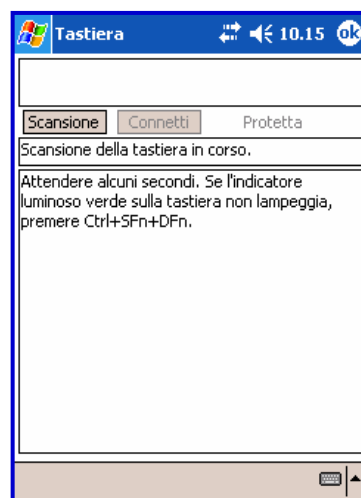 Tastiera 10.15 ok
Scansione Connetti Protetta
Scansione della tastiera in corso.
Attendere alcuni secondi. Se l'indicatore
luminoso verde sulla tastiera non lampeggia,
premere Ctrl+SFn+DFn.